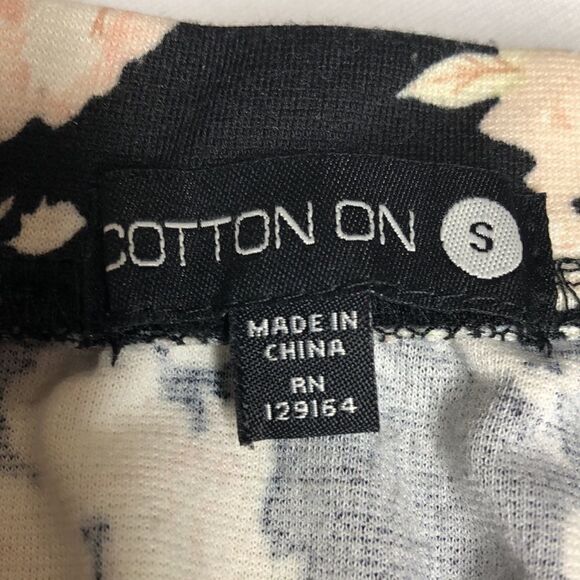 COTTON ON S
MADE IN
CHINA
RN
129164